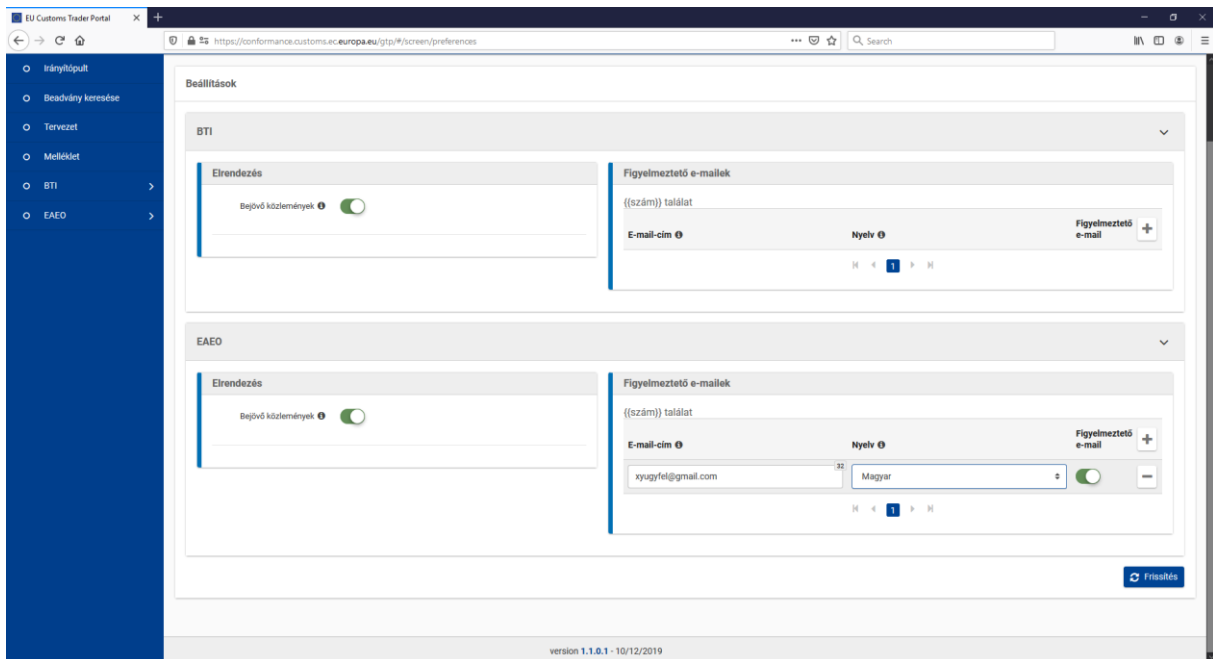 EU Customs Trader Portal
https://conformance.customs.ec.europa.eu/gtp/#/screen/preferences
Search
Irányítópult
Beadvány keresése
Tervezet
Melléklet
BTI
EAEO
Beállítások
BTI
Elrendezés
Bejövő közlemények
Figyelmeztető e-mailek
{{szám}} találat
E-mail-cím Nyelv Figyelmeztető
e-mail
1
EAEO
Elrendezés
Bejövő közlemények
Figyelmeztető e-mailek
{{szám}} találat
E-mail-cím Nyelv Figyelmeztető
e-mail
xyugyfel@gmail.com 32 Magyar
1
Frissítés
version 1.1.0.1 - 10/12/2019